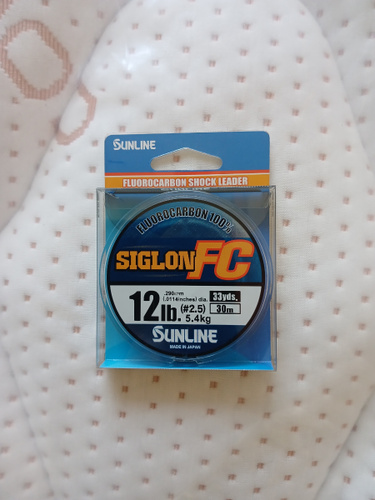 SUNLINE
FLUOROCARBON SHOCK LEADER
FLUOROCARBON 100%
SIGLON FC
.290mm
(.0114inches) dia.
33yds.
30m
12lb.
(#2.5)
5.4kg
SUNLINE
MADE IN JAPAN